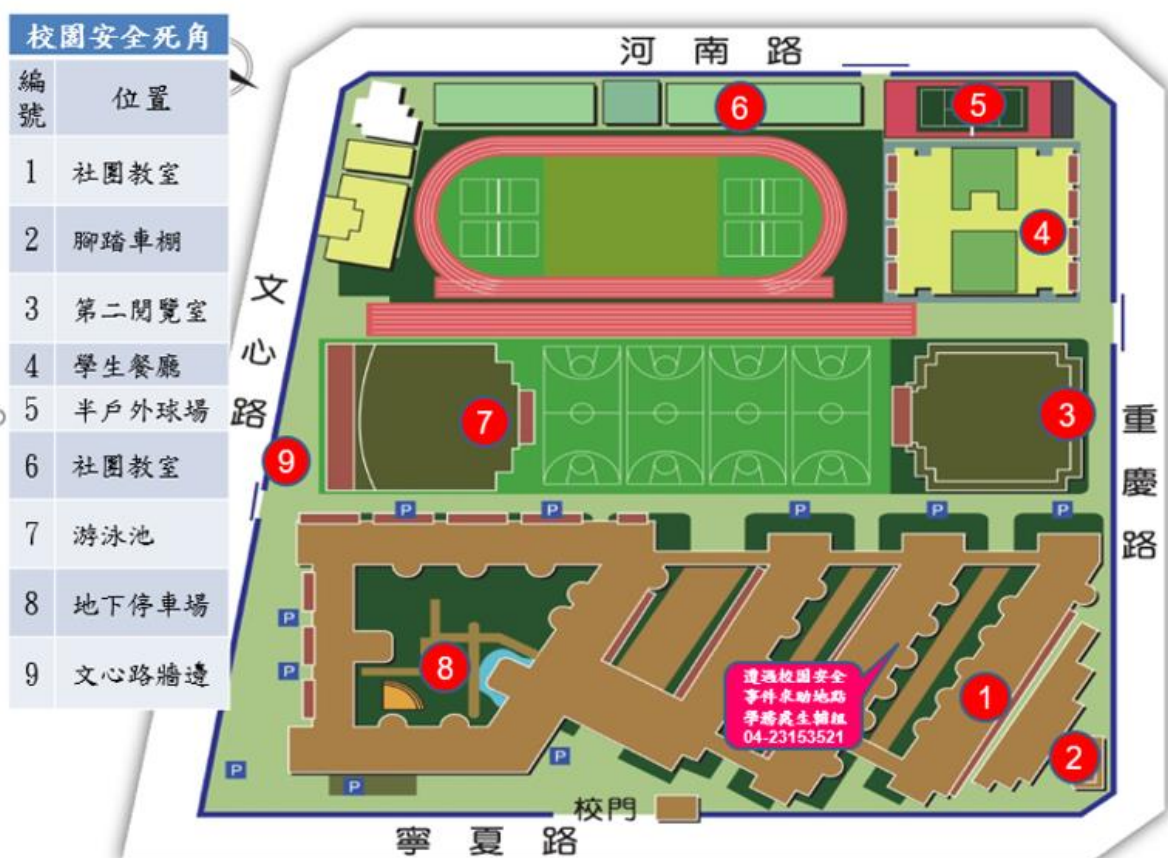 校園安全死角
編號 位置
1 社團教室
2 腳踏車棚
3 第二閱覽室
4 學生餐廳
5 半戶外球場
6 社團教室
7 游泳池
8 地下停車場
9 文心路牆邊
河南路
文心路
重慶路
寧夏路
校門
6
5
4
7
3
9
8
1
2
遭遇校園安全
事件求助地點
學務處生輔組
04-23153521
P
P
P
P
P
P
P
P
P
P